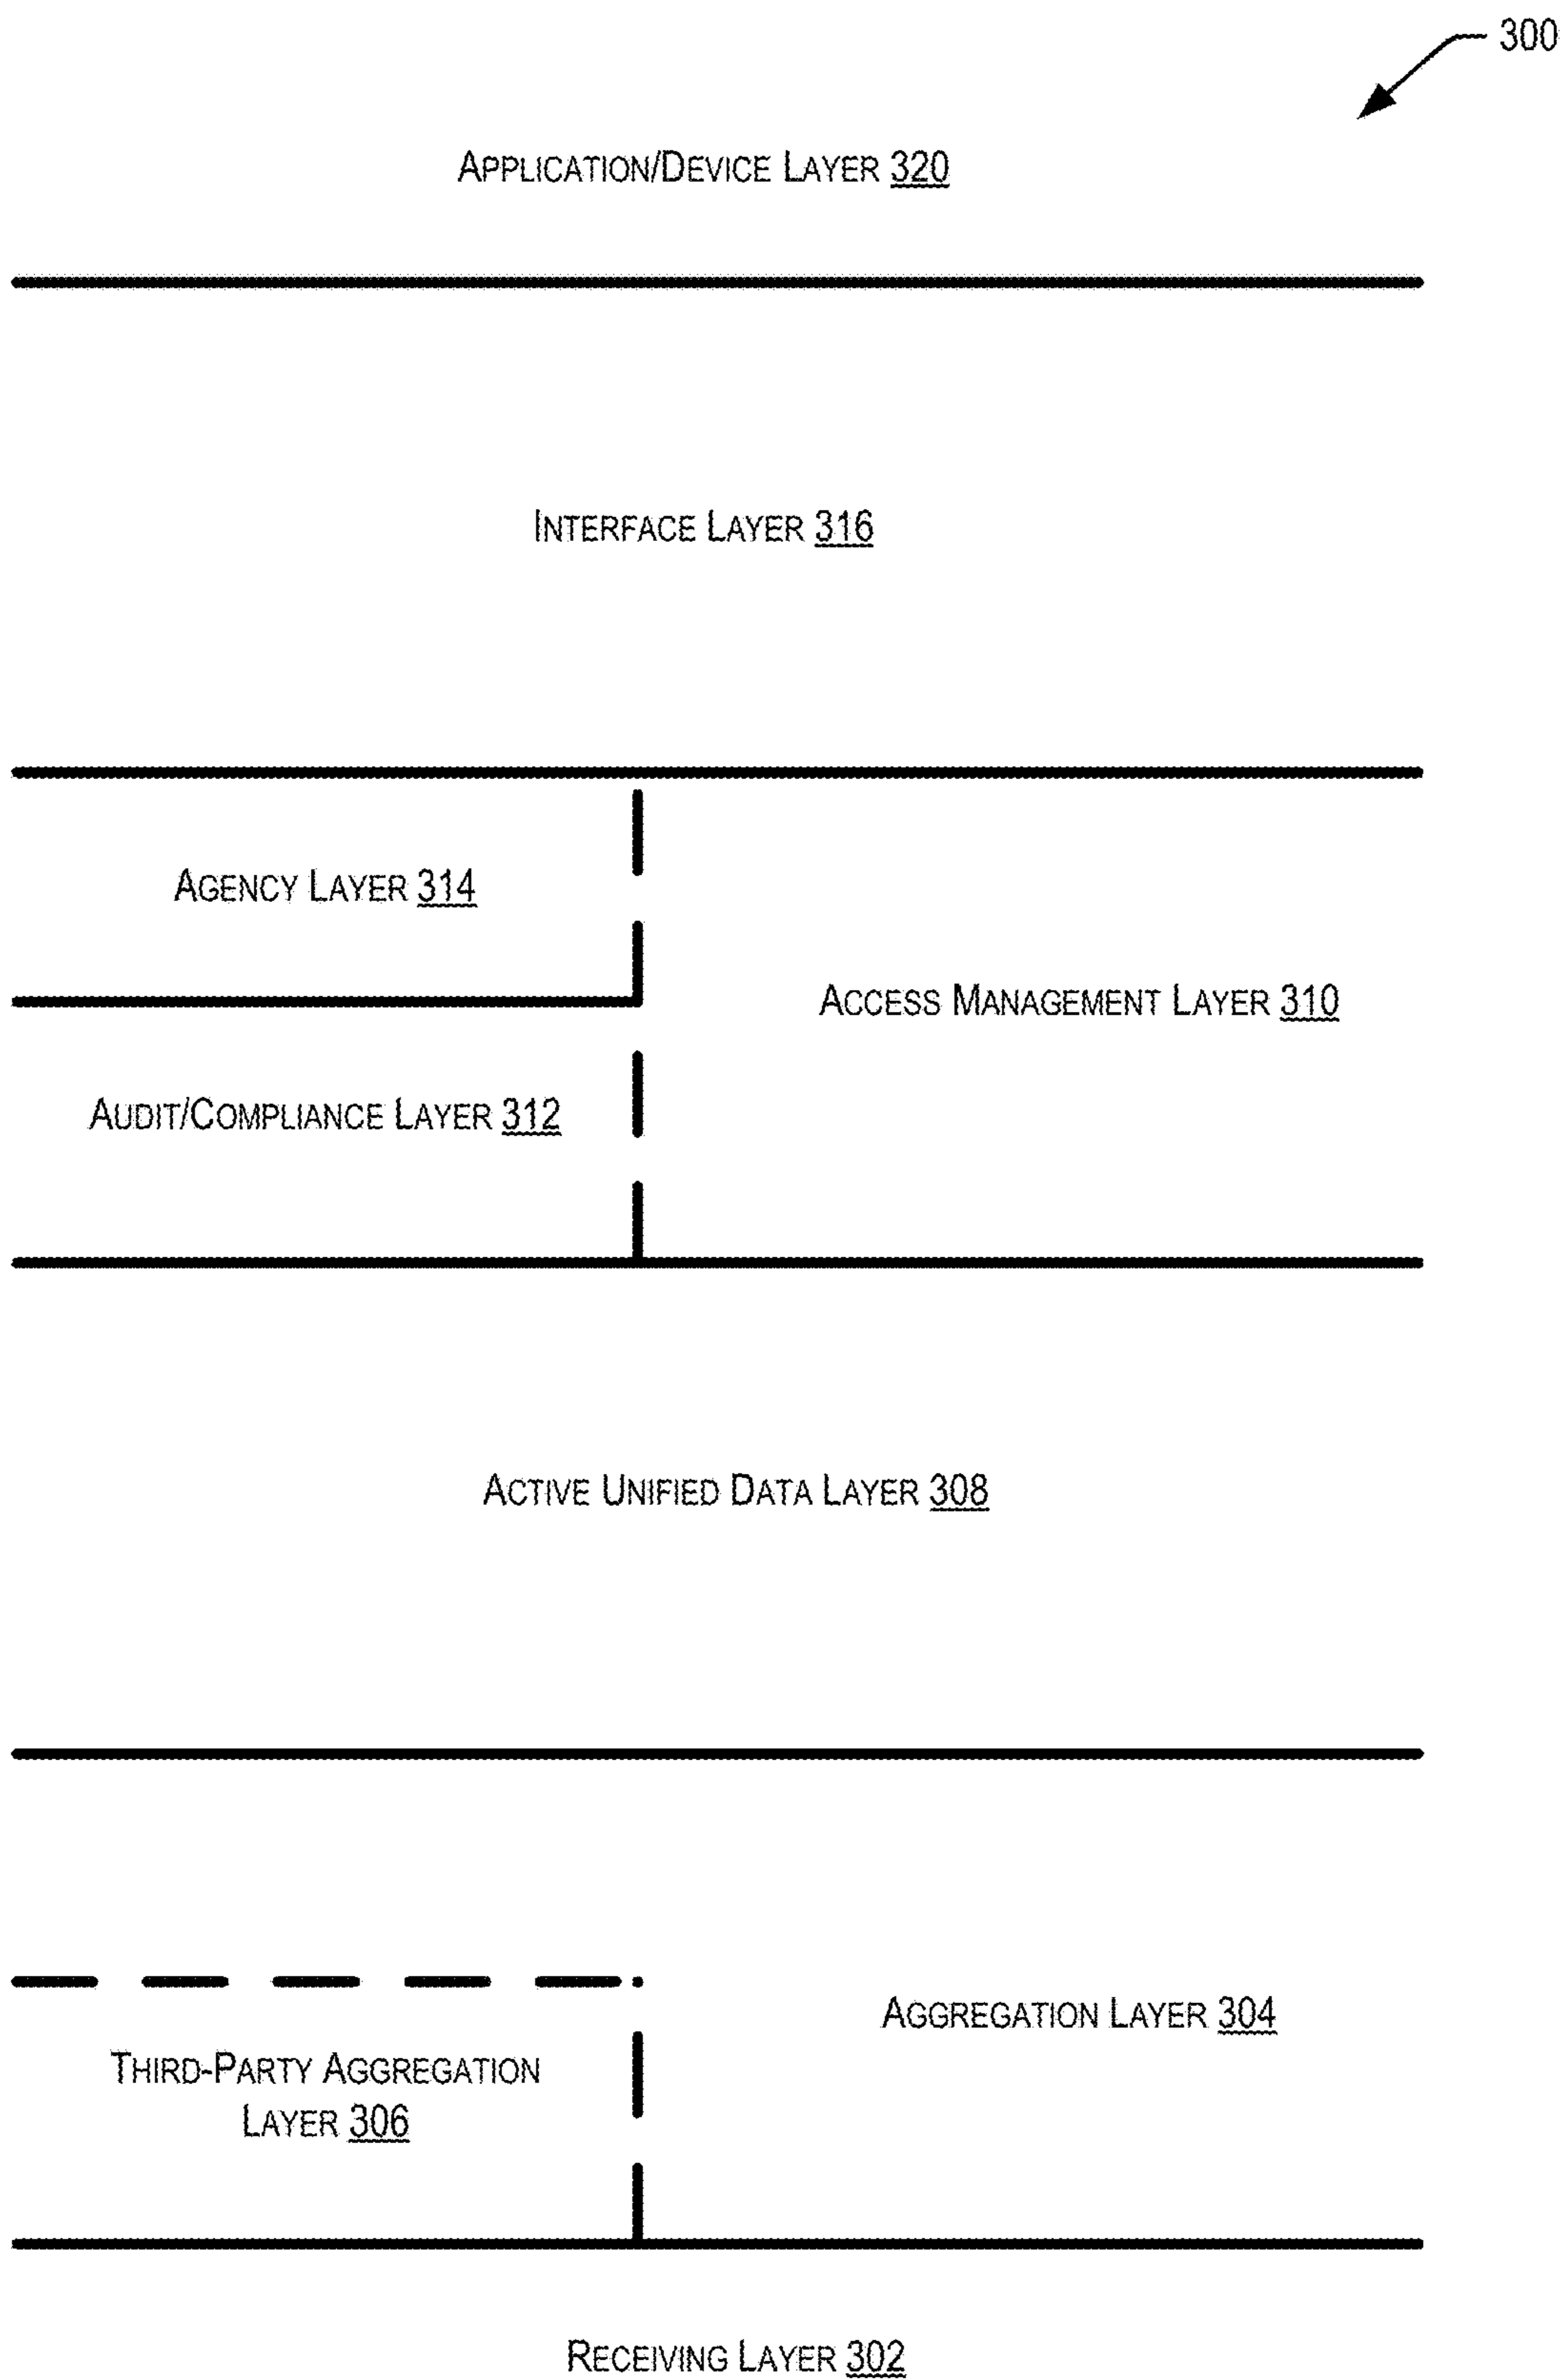 300
APPLICATION/DEVICE LAYER 320
INTERFACE LAYER 316
AGENCY LAYER 314
ACCESS MANAGEMENT LAYER 310
AUDIT/COMPLIANCE LAYER 312
ACTIVE UNIFIED DATA LAYER 308
AGGREGATION LAYER 304
THIRD-PARTY AGGREGATION
LAYER 306
RECEIVING LAYER 302